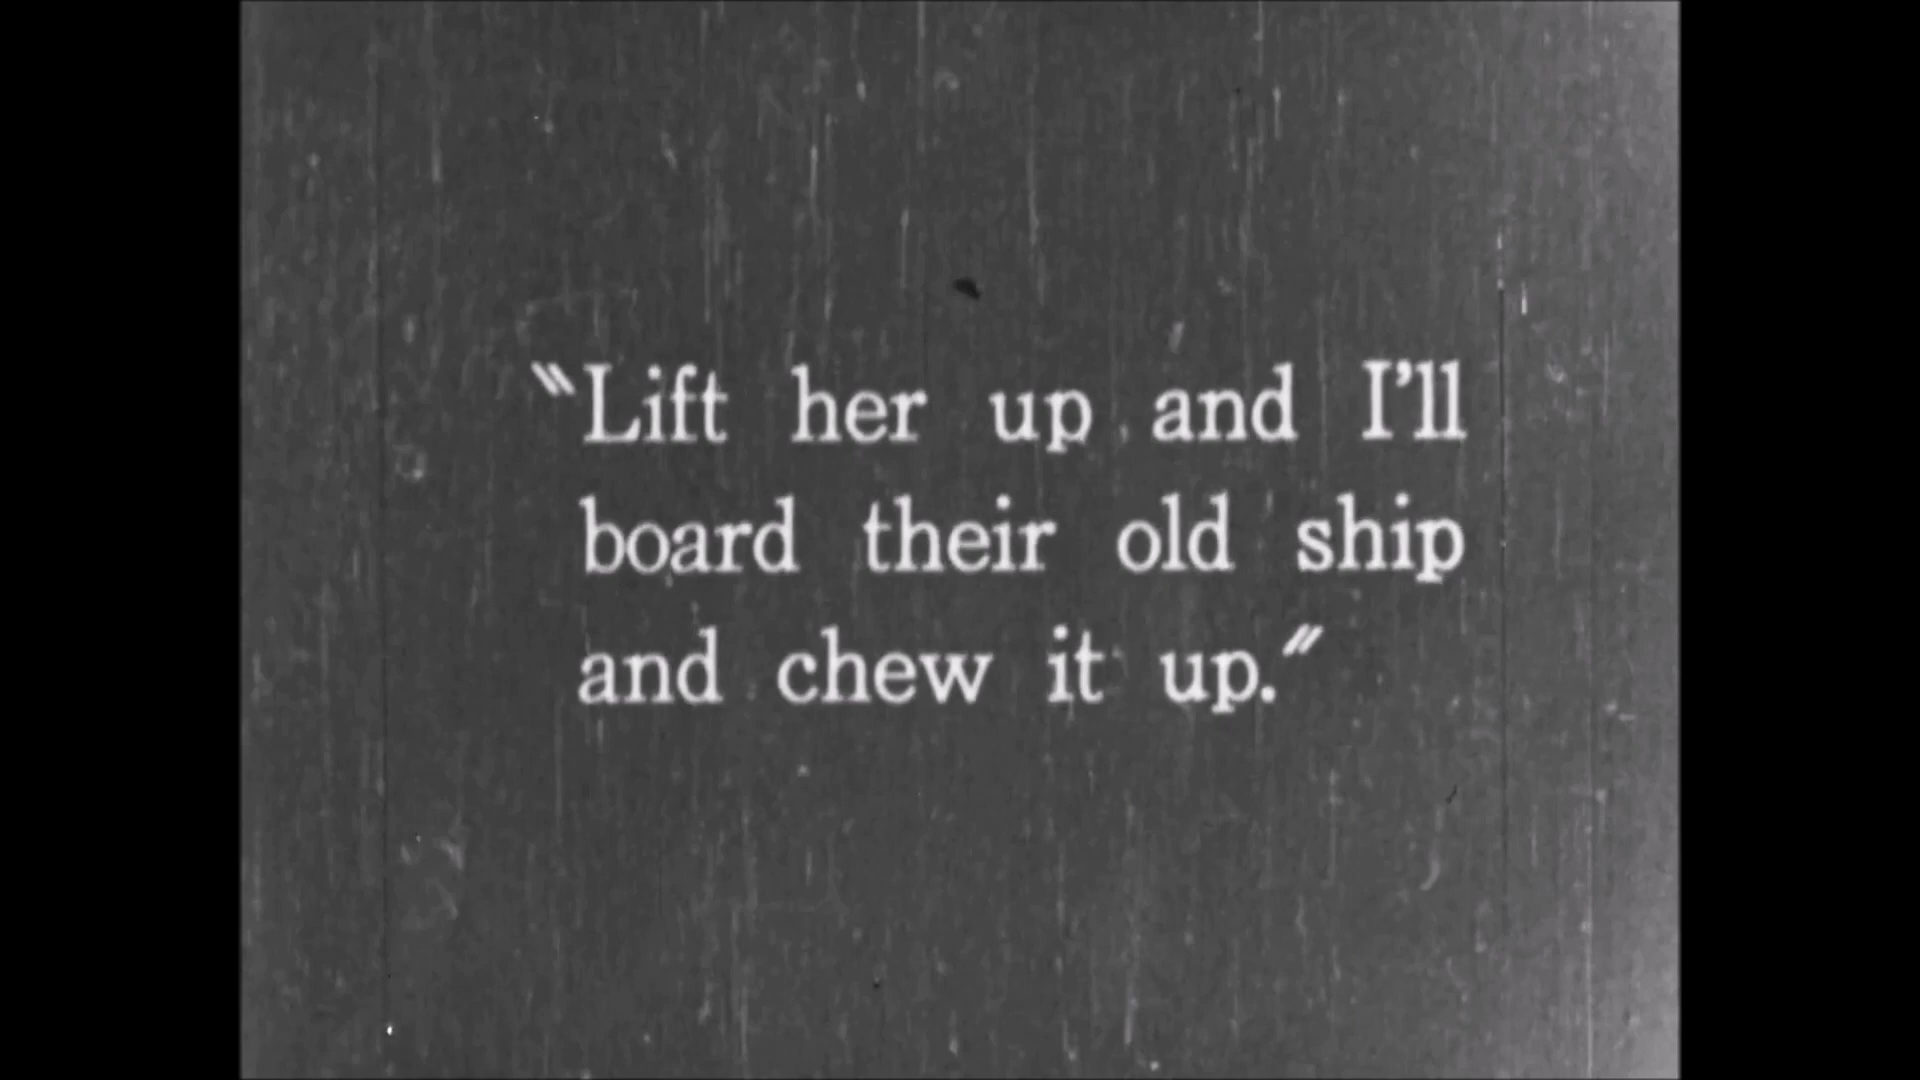 "Lift her up and I'll
board their old ship
and chew it up."